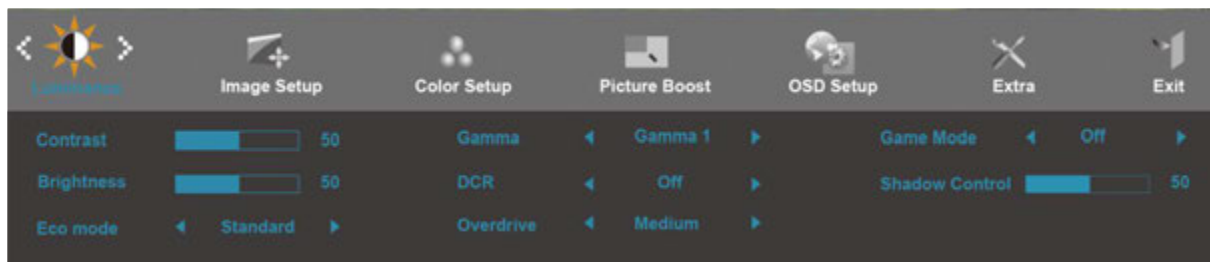 Luminance Image Setup Color Setup Picture Boost OSD Setup Extra Exit
Contrast 50 Gamma Gamma 1 Game Mode Off
Brightness 50 DCR Off Shadow Control 50
Eco mode Standard Overdrive Medium